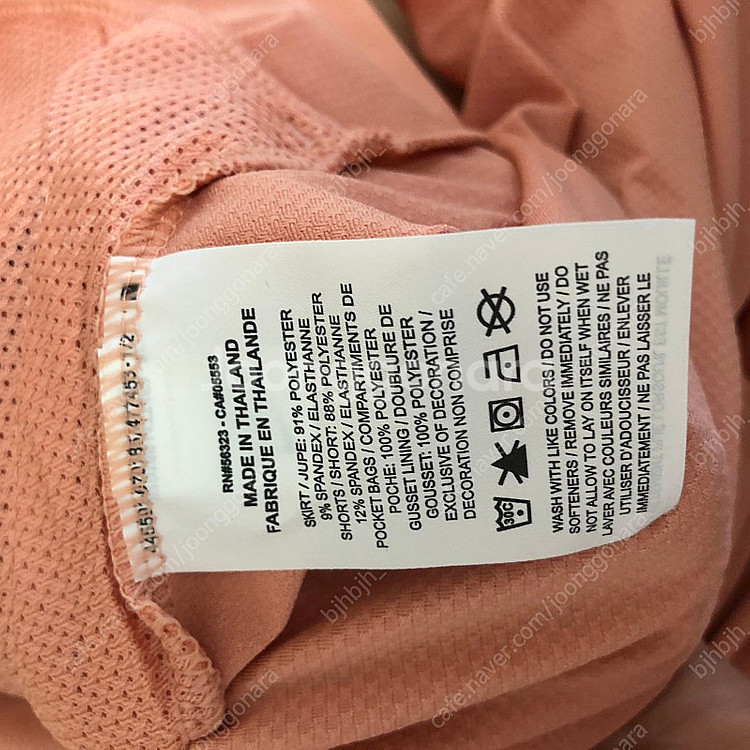 RN#56323 - CA#05553
MADE IN THAILAND
FABRIQUE EN THAILANDE
SKIRT / JUPE: 91% POLYESTER
9% SPANDEX / ELASTHANNE
SHORTS / SHORT: 88% POLYESTER
12% SPANDEX / ELASTHANNE
POCKET BAGS / COMPARTIMENTS DE
POCHE: 100% POLYESTER
GUSSET LINING / DOUBLURE DE
GOUSSET: 100% POLYESTER
EXCLUSIVE OF DECORATION /
DECORATION NON COMPRISE
30C
WASH WITH LIKE COLORS / DO NOT USE
SOFTENERS / REMOVE IMMEDIATELY / DO
NOT ALLOW TO LAY ON ITSELF WHEN WET
LAVER AVEC COULEURS SIMILAIRES / NE PAS
UTILISER D'ADOUCISSEUR / ENLEVER
IMMEDIATEMENT / NE PAS LAISSER LE
cafe.naver.com/joonggonara
bjhbjh_